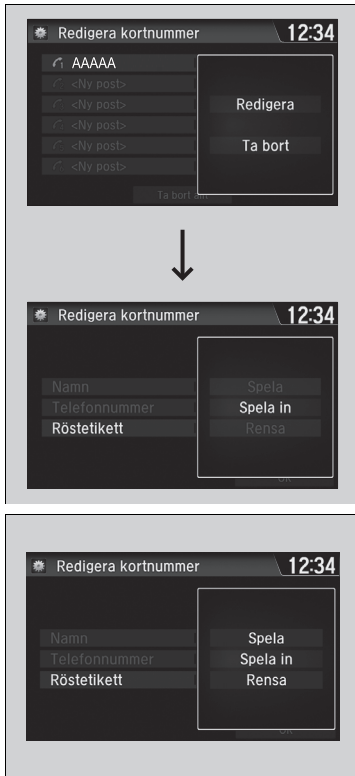 Redigera kortnummer 12:34
AAAAA
<Ny post>
<Ny post>
<Ny post>
<Ny post>
<Ny post>
Redigera
Ta bort
Ta bort all
Redigera kortnummer 12:34
Namn
Telefonnummer
Röstetikett
Spela
Spela in
Rensa
OK
Redigera kortnummer 12:34
Namn
Telefonnummer
Röstetikett
Spela
Spela in
Rensa
OK